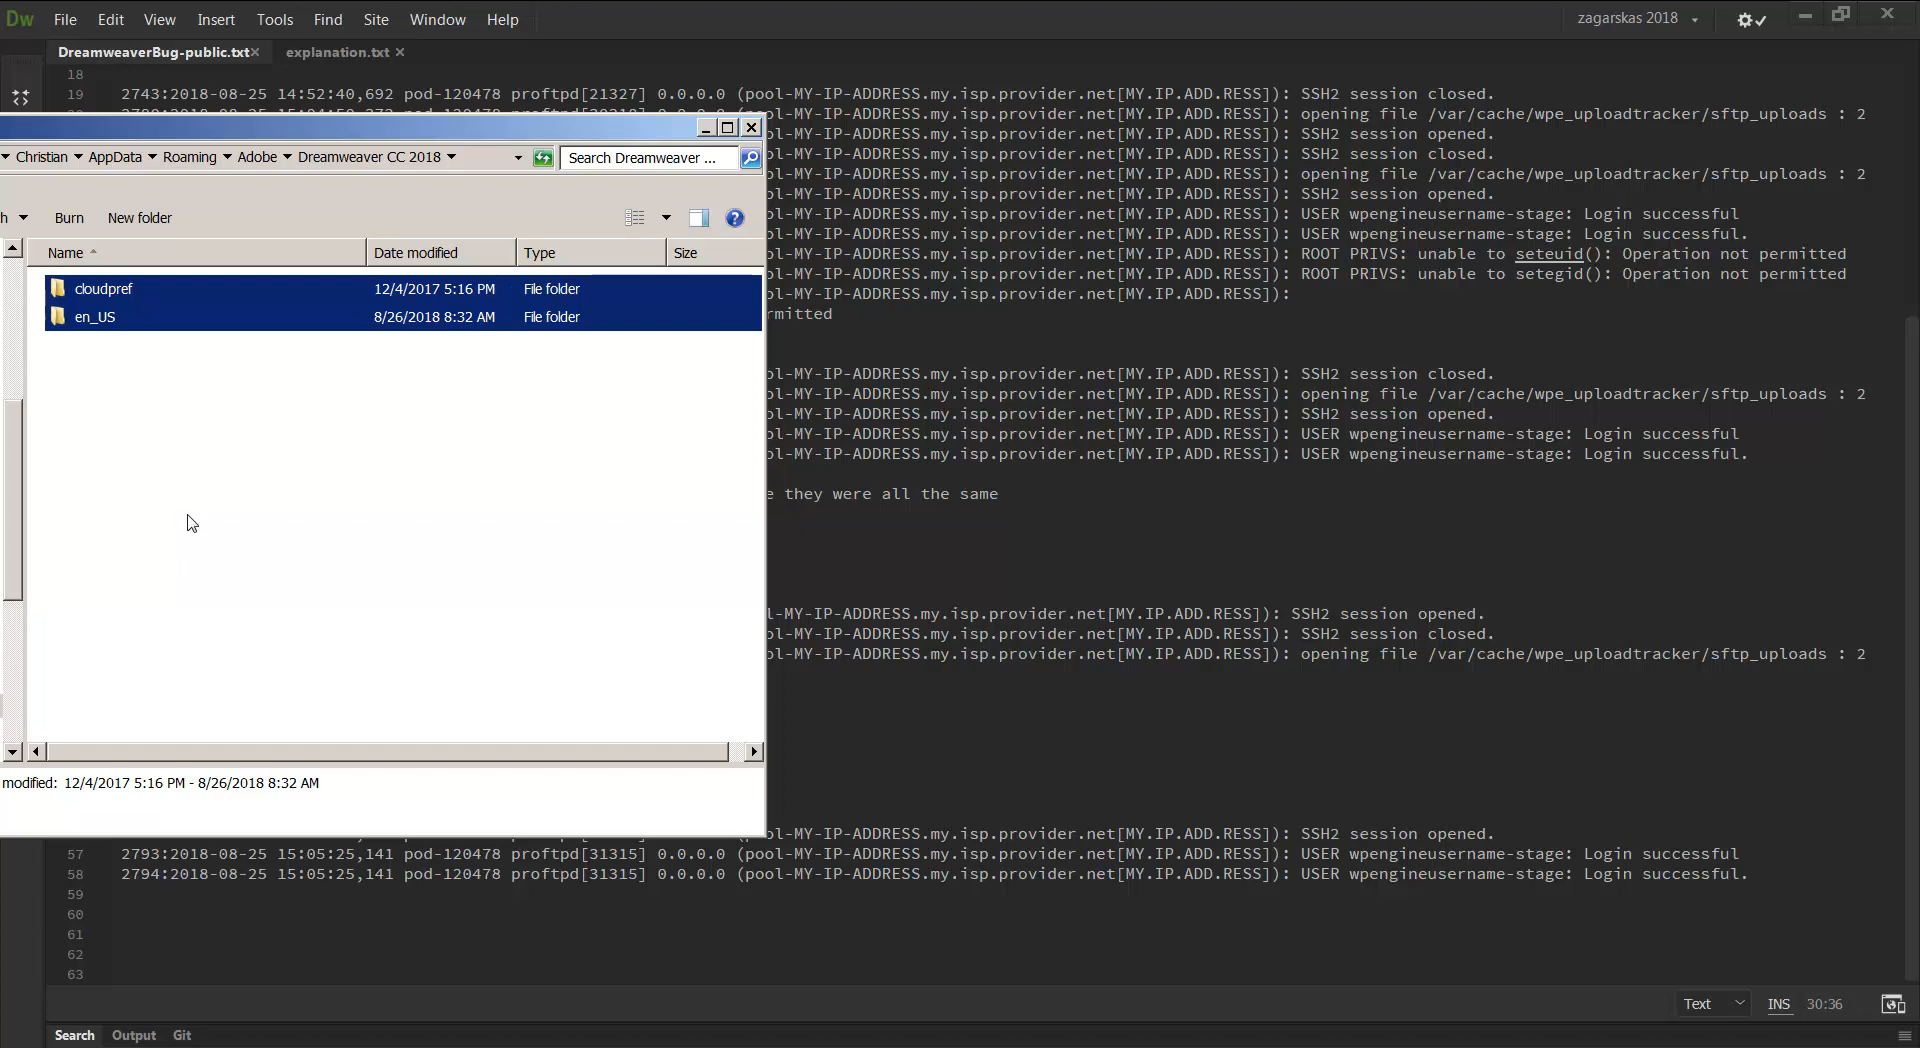 Dw File Edit View Insert Tools Find Site Window Help zagarskas 2018
DreamweaverBug-public.txt explanation.txt
18
19 2743:2018-08-25 14:52:40,692 pod-120478 proftpd[21327] 0.0.0.0 (pool-MY-IP-ADDRESS.my.isp.provider.net[MY.IP.ADD.RESS]): SSH2 session closed.
ol-MY-IP-ADDRESS.my.isp.provider.net[MY.IP.ADD.RESS]): opening file /var/cache/wpe_uploadtracker/sftp_uploads : 2
ol-MY-IP-ADDRESS.my.isp.provider.net[MY.IP.ADD.RESS]): SSH2 session opened.
ol-MY-IP-ADDRESS.my.isp.provider.net[MY.IP.ADD.RESS]): SSH2 session closed.
ol-MY-IP-ADDRESS.my.isp.provider.net[MY.IP.ADD.RESS]): opening file /var/cache/wpe_uploadtracker/sftp_uploads : 2
ol-MY-IP-ADDRESS.my.isp.provider.net[MY.IP.ADD.RESS]): SSH2 session opened.
ol-MY-IP-ADDRESS.my.isp.provider.net[MY.IP.ADD.RESS]): USER wpengineusername-stage: Login successful
ol-MY-IP-ADDRESS.my.isp.provider.net[MY.IP.ADD.RESS]): USER wpengineusername-stage: Login successful.
ol-MY-IP-ADDRESS.my.isp.provider.net[MY.IP.ADD.RESS]): ROOT PRIVS: unable to seteuid(): Operation not permitted
ol-MY-IP-ADDRESS.my.isp.provider.net[MY.IP.ADD.RESS]): ROOT PRIVS: unable to setegid(): Operation not permitted
ol-MY-IP-ADDRESS.my.isp.provider.net[MY.IP.ADD.RESS]):
rmitted
ol-MY-IP-ADDRESS.my.isp.provider.net[MY.IP.ADD.RESS]): SSH2 session closed.
ol-MY-IP-ADDRESS.my.isp.provider.net[MY.IP.ADD.RESS]): opening file /var/cache/wpe_uploadtracker/sftp_uploads : 2
ol-MY-IP-ADDRESS.my.isp.provider.net[MY.IP.ADD.RESS]): SSH2 session opened.
ol-MY-IP-ADDRESS.my.isp.provider.net[MY.IP.ADD.RESS]): USER wpengineusername-stage: Login successful
ol-MY-IP-ADDRESS.my.isp.provider.net[MY.IP.ADD.RESS]): USER wpengineusername-stage: Login successful.
e they were all the same
l-MY-IP-ADDRESS.my.isp.provider.net[MY.IP.ADD.RESS]): SSH2 session opened.
ol-MY-IP-ADDRESS.my.isp.provider.net[MY.IP.ADD.RESS]): SSH2 session closed.
ol-MY-IP-ADDRESS.my.isp.provider.net[MY.IP.ADD.RESS]): opening file /var/cache/wpe_uploadtracker/sftp_uploads : 2
ol-MY-IP-ADDRESS.my.isp.provider.net[MY.IP.ADD.RESS]): SSH2 session opened.
57 2793:2018-08-25 15:05:25,141 pod-120478 proftpd[31315] 0.0.0.0 (pool-MY-IP-ADDRESS.my.isp.provider.net[MY.IP.ADD.RESS]): USER wpengineusername-stage: Login successful
58 2794:2018-08-25 15:05:25,141 pod-120478 proftpd[31315] 0.0.0.0 (pool-MY-IP-ADDRESS.my.isp.provider.net[MY.IP.ADD.RESS]): USER wpengineusername-stage: Login successful.
59
60
61
62
63
Christian AppData Roaming Adobe Dreamweaver CC 2018 Search Dreamweaver ...
h Burn New folder
Name Date modified Type Size
cloudpref 12/4/2017 5:16 PM File folder
en_US 8/26/2018 8:32 AM File folder
modified: 12/4/2017 5:16 PM - 8/26/2018 8:32 AM
Text INS 30:36
Search Output Git